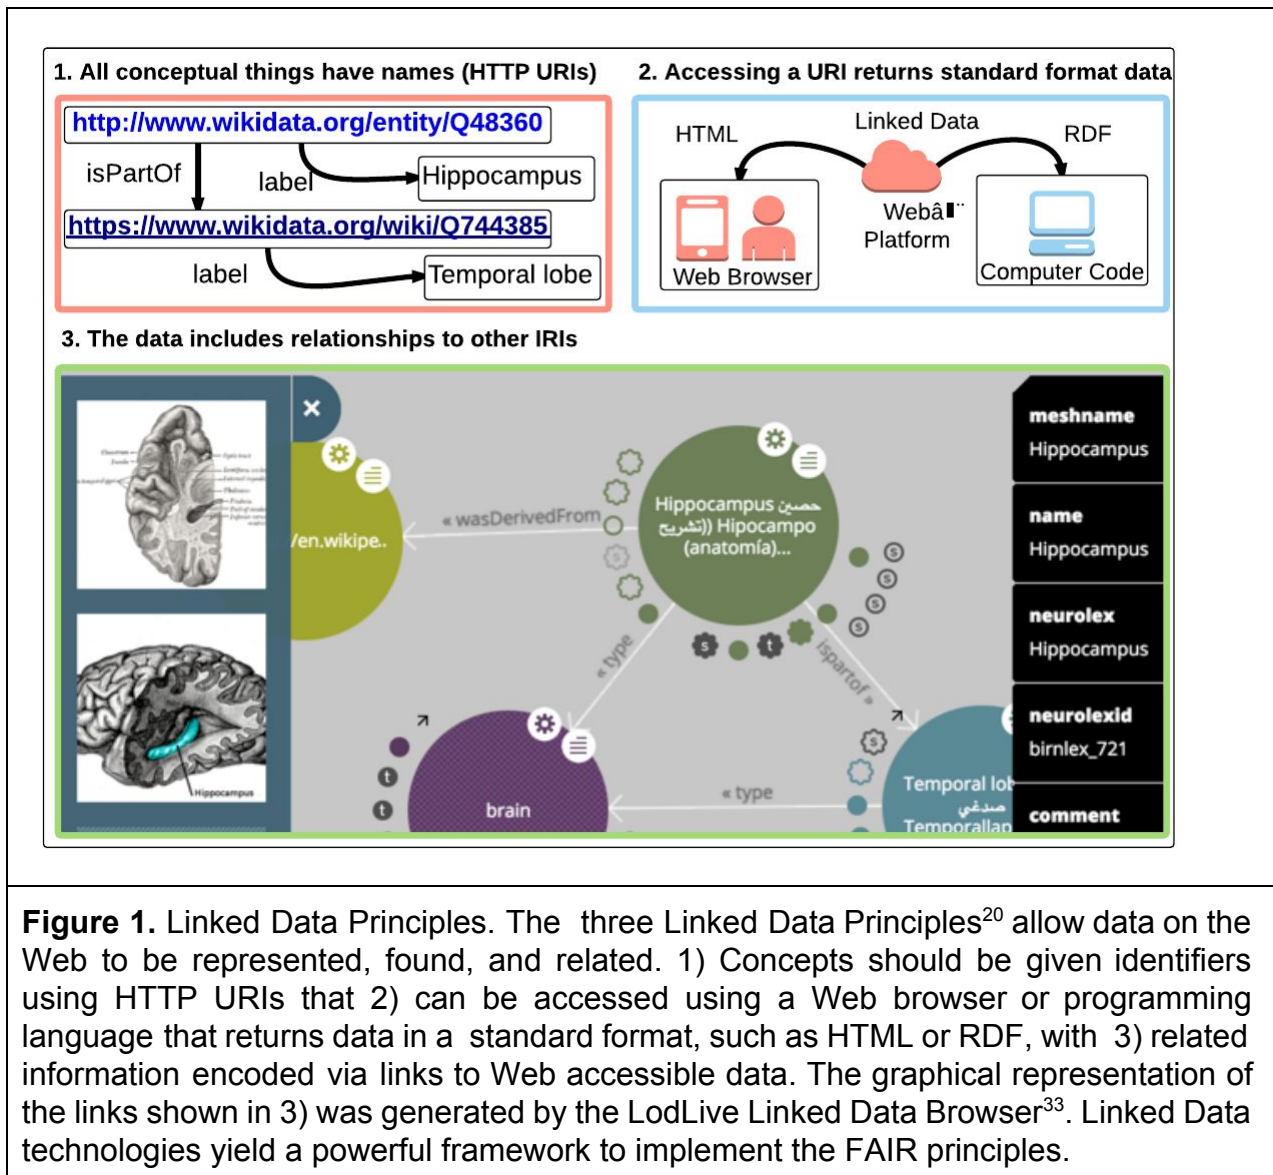 1. All conceptual things have names (HTTP URIs)
http://www.wikidata.org/entity/Q48360
isPartOf
label
Hippocampus
https://www.wikidata.org/wiki/Q744385
label
Temporal lobe
2. Accessing a URI returns standard format data
HTML
Linked Data
RDF
Webâ▮¨
Platform
Web Browser
Computer Code
3. The data includes relationships to other IRIs
Hippocampus
/en.wikipe..
« wasDerivedFrom
Hippocampus حصين
تشريح)) Hipocampo
(anatomía)...
« type
ispartof »
brain
« type
Temporal lob
صدغي
Temporallap
s
s
s
s
s
s
t
s
t
t
meshname
Hippocampus
name
Hippocampus
neurolex
Hippocampus
neurolexid
birnlex_721
comment
Figure 1. Linked Data Principles. The three Linked Data Principles20 allow data on the
Web to be represented, found, and related. 1) Concepts should be given identifiers
using HTTP URIs that 2) can be accessed using a Web browser or programming
language that returns data in a standard format, such as HTML or RDF, with 3) related
information encoded via links to Web accessible data. The graphical representation of
the links shown in 3) was generated by the LodLive Linked Data Browser33. Linked Data
technologies yield a powerful framework to implement the FAIR principles.